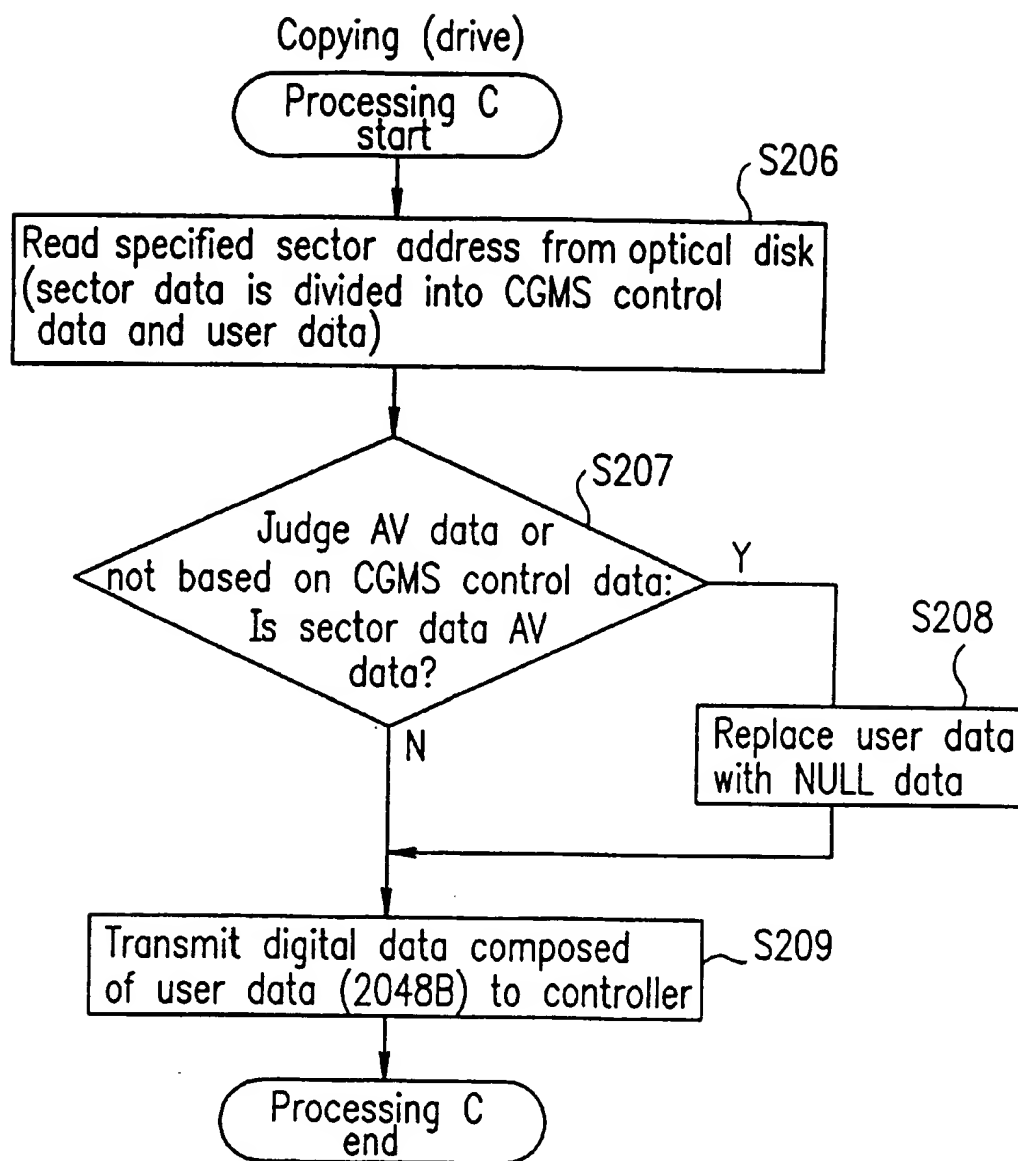 Copying (drive)
Processing C
start
S206
Read specified sector address from optical disk
(sector data is divided into CGMS control
data and user data)
S207
Judge AV data or
not based on CGMS control data:
Is sector data AV
data?
Y
N
S208
Replace user data
with NULL data
Transmit digital data composed
of user data (2048B) to controller
S209
Processing C
end